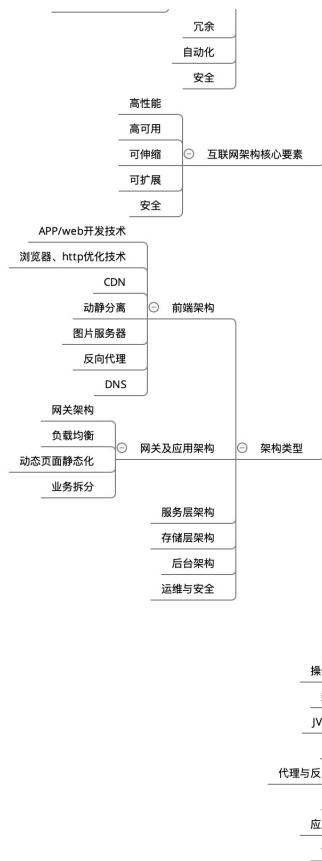 冗余
自动化
安全
高性能
高可用
可伸缩
互联网架构核心要素
可扩展
安全
APP/web开发技术
浏览器、http优化技术
CDN
动静分离
前端架构
图片服务器
反向代理
DNS
网关架构
负载均衡
网关及应用架构
架构类型
动态页面静态化
业务拆分
服务层架构
存储层架构
后台架构
运维与安全
操
JV
代理与反
应